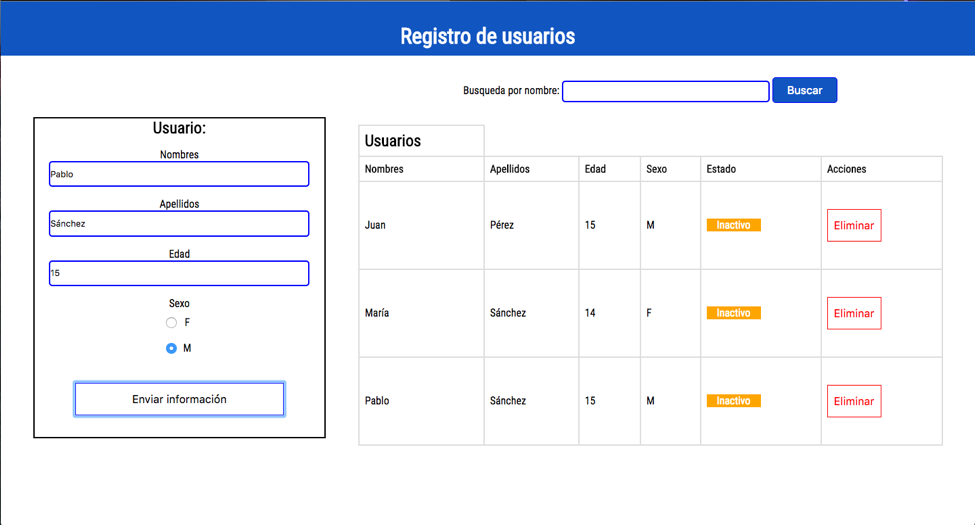 Registro de usuarios
Busqueda por nombre: Buscar
Usuario:
Nombres
Pablo
Apellidos
Sánchez
Edad
15
Sexo
F
M
Enviar información
Usuarios
Nombres Apellidos Edad Sexo Estado Acciones
Juan Pérez 15 M Inactivo Eliminar
María Sánchez 14 F Inactivo Eliminar
Pablo Sánchez 15 M Inactivo Eliminar